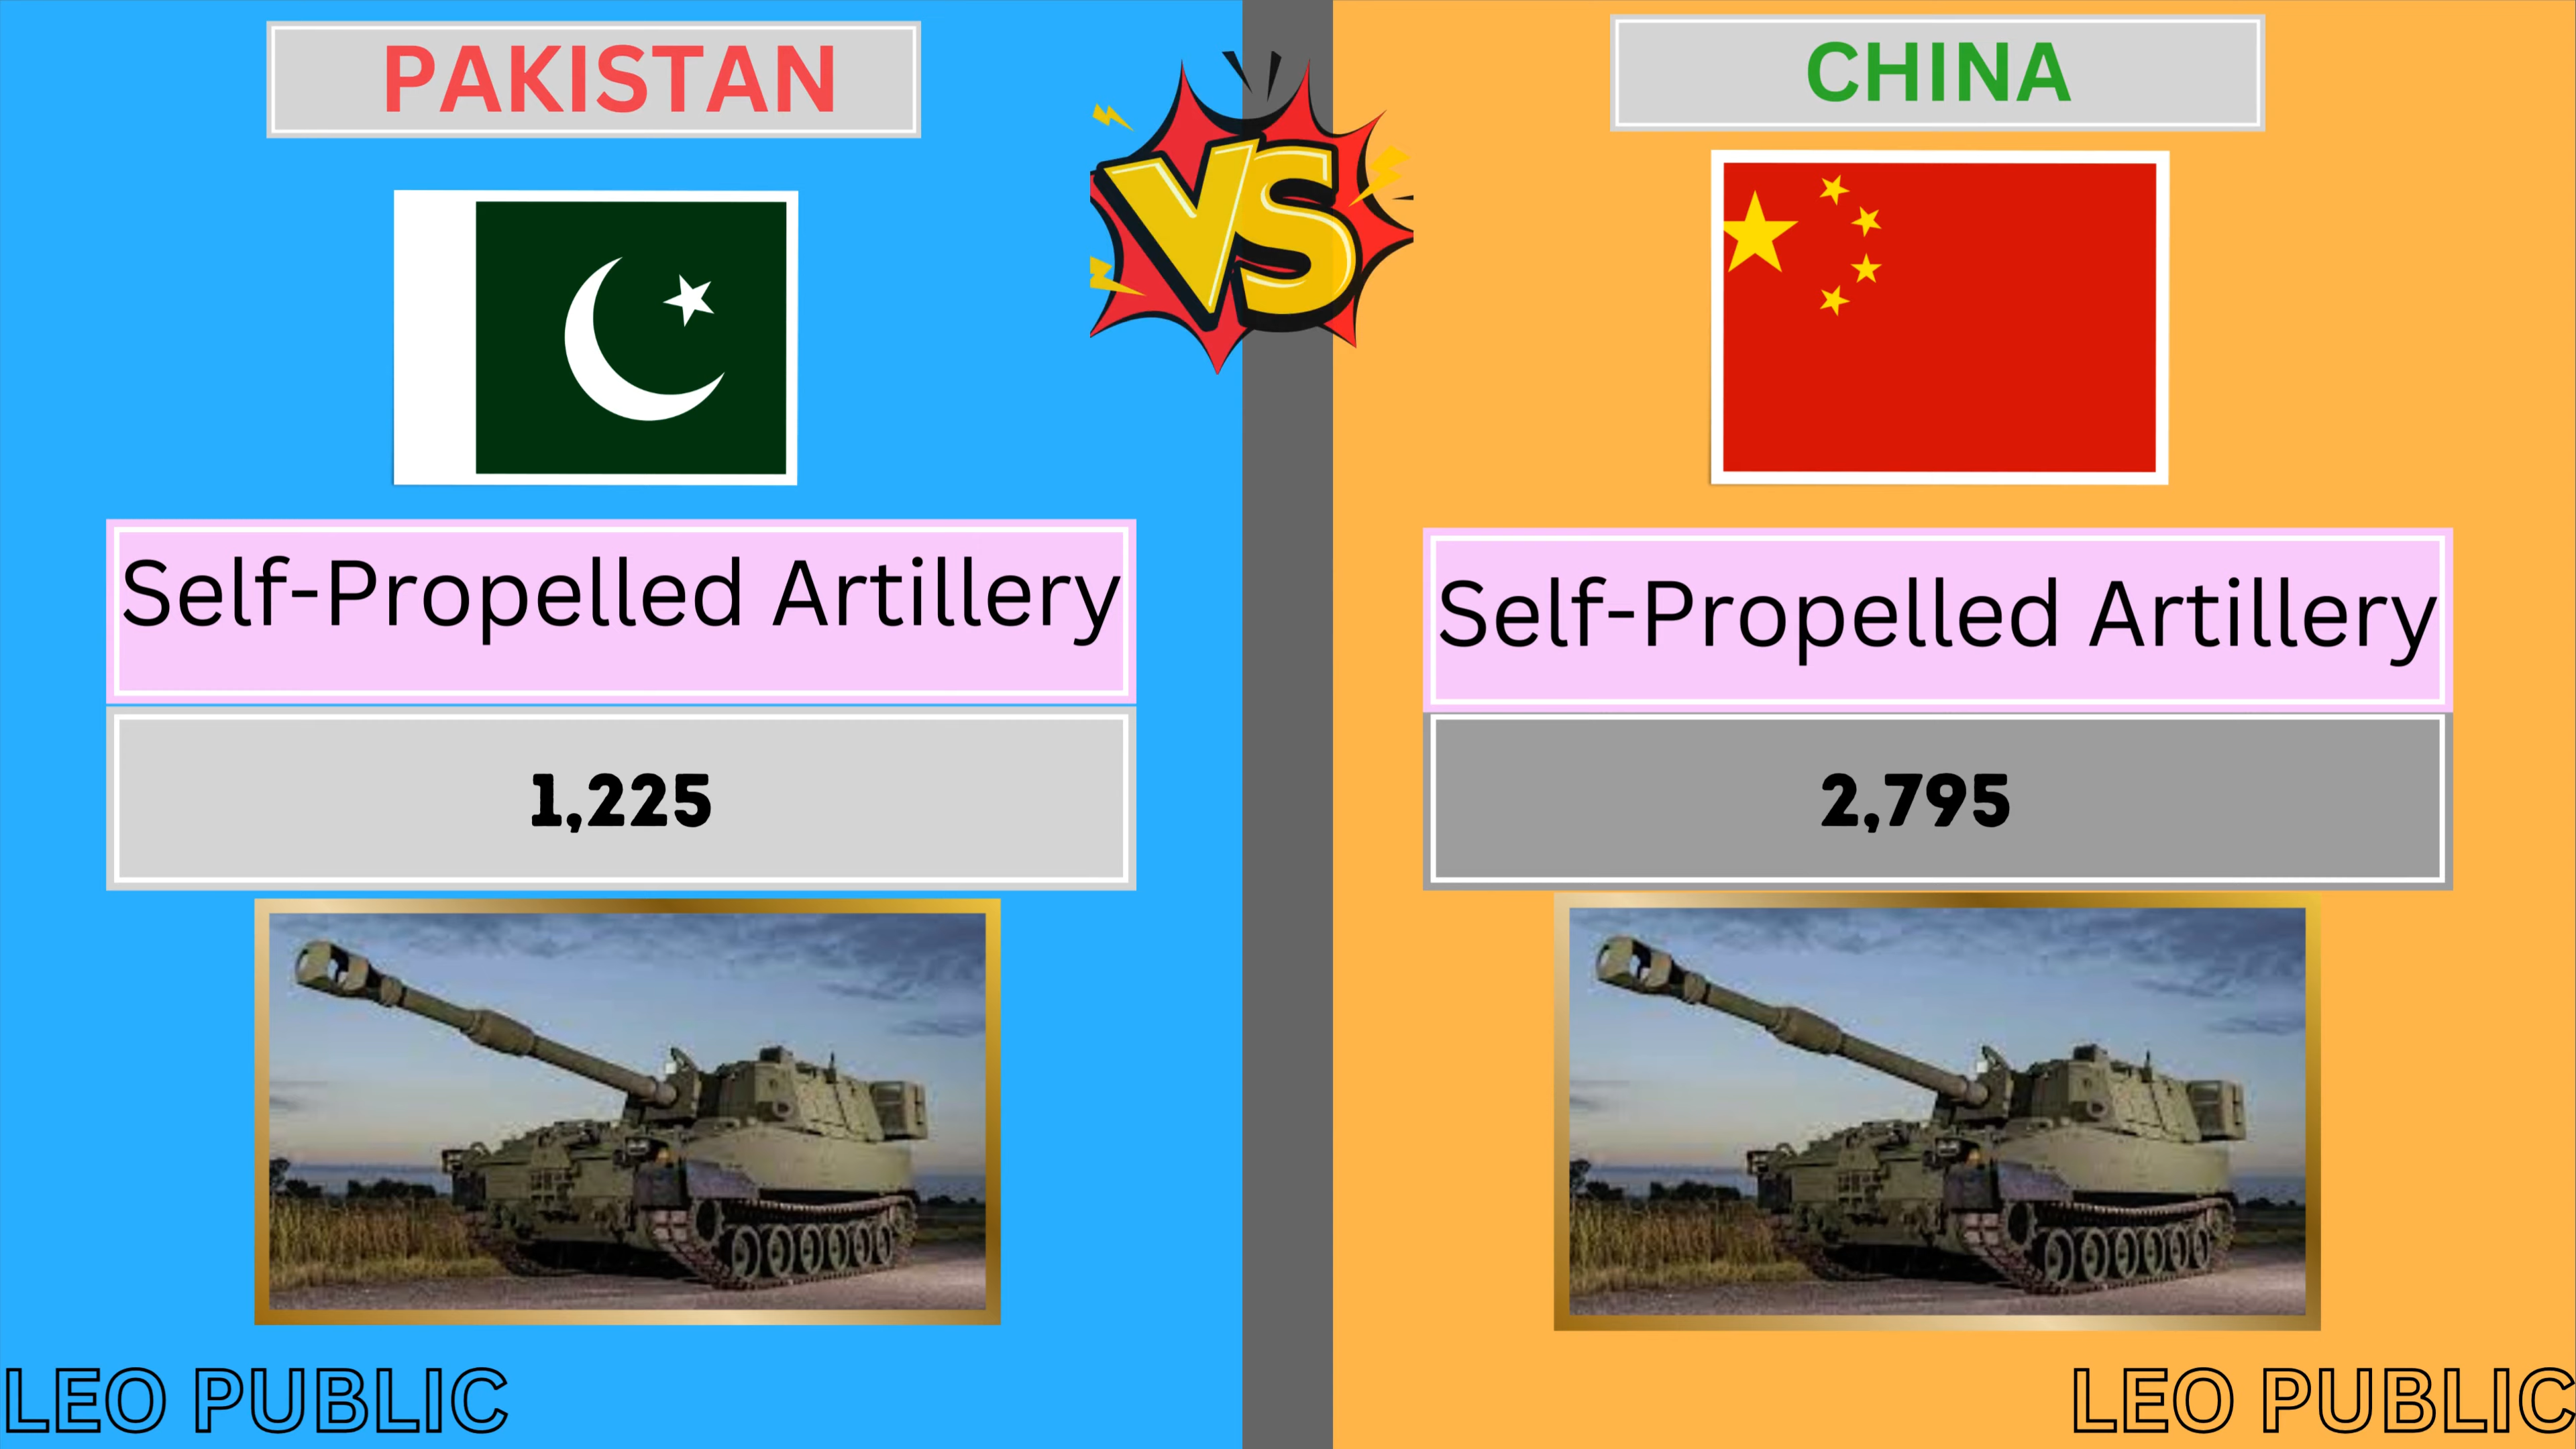 PAKISTAN
VS
CHINA
Self-Propelled Artillery
1,225
Self-Propelled Artillery
2,795
LEO PUBLIC
LEO PUBLIC